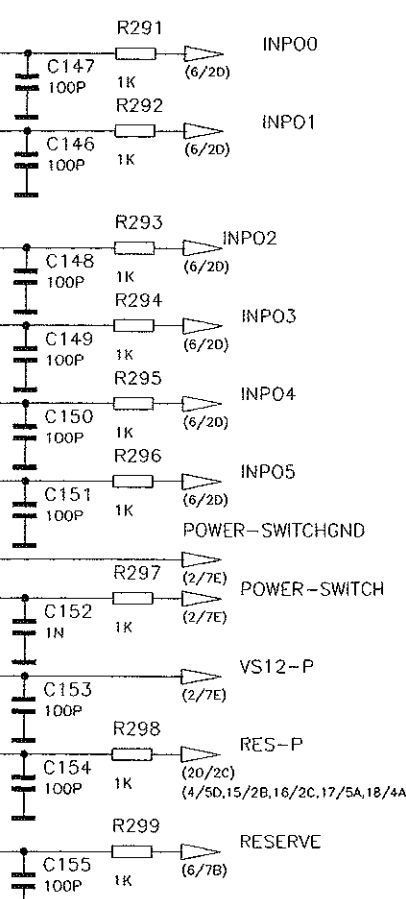 R291
INPO0
C147
100P
1K
(6/2D)
R292
INPO1
C146
100P
1K
(6/2D)
R293
INPO2
C148
100P
1K
(6/2D)
R294
INPO3
C149
100P
1K
(6/2D)
R295
INPO4
C150
100P
1K
(6/2D)
R296
INPO5
C151
100P
1K
(6/2D)
POWER-SWITCHGND
(2/7E)
R297
POWER-SWITCH
C152
1N
1K
(2/7E)
VS12-P
C153
100P
(2/7E)
R298
RES-P
C154
100P
1K
(20/2C)
(4/5D,15/2B,16/2C,17/5A,18/4A
R299
RESERVE
C155
100P
1K
(6/7B)